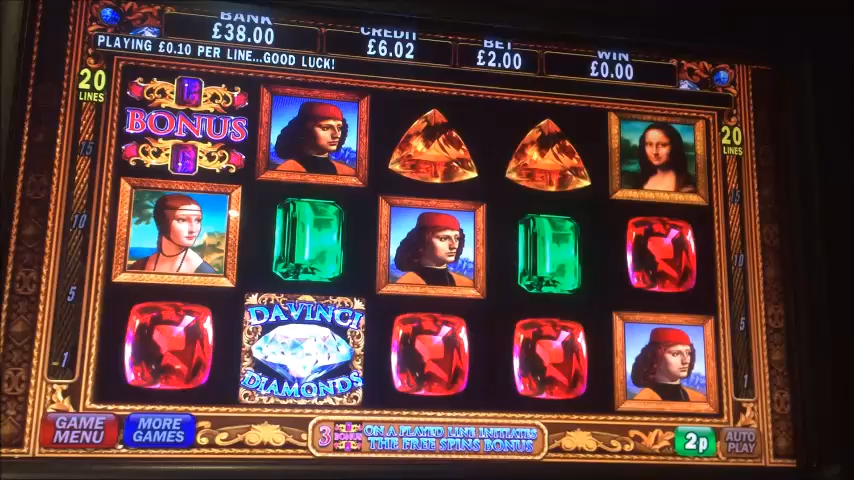 BANK
£38.00
CREDIT
£6.02
BET
£2.00
WIN
£0.00
PLAYING £0.10 PER LINE...GOOD LUCK!
20
LINES
20
LINES
BONUS
15
15
10
10
5
5
1
1
DAVINCI
DIAMONDS
GAME
MENU
MORE
GAMES
3 BONUS ON A PLAYED LINE INITIATES
THE FREE SPINS BONUS
2p
AUTO
PLAY